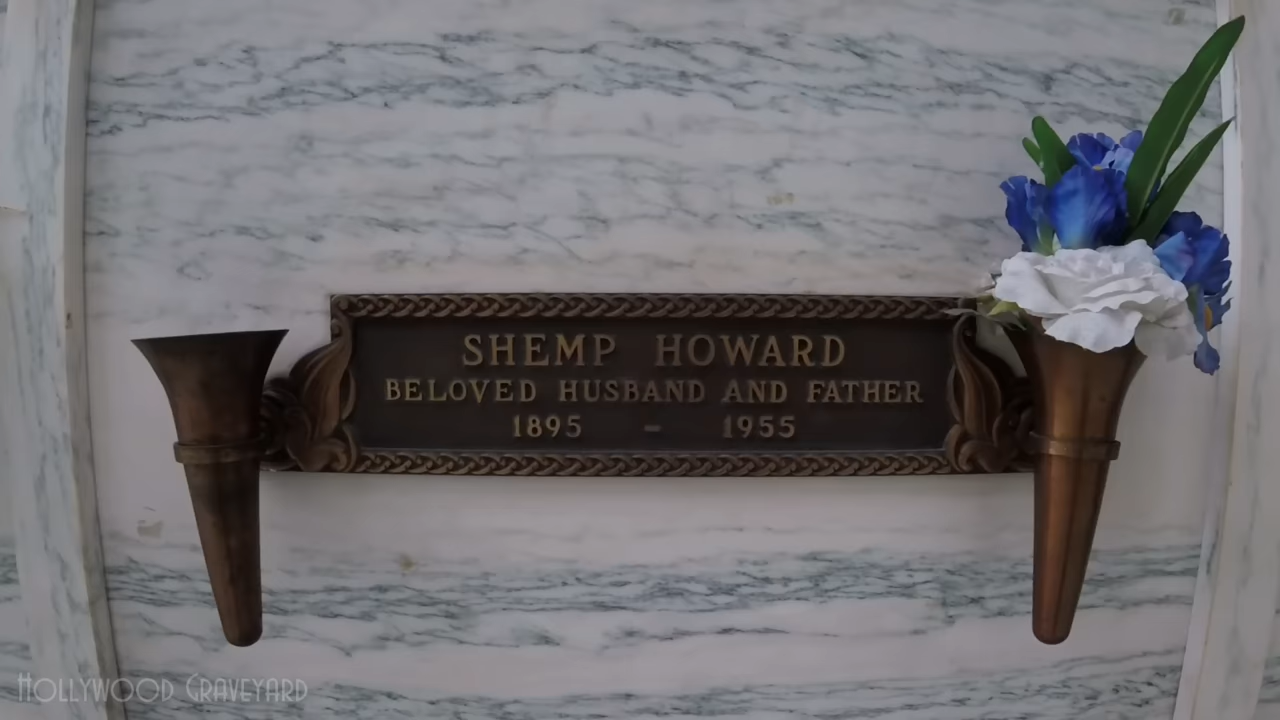 SHEMP HOWARD
BELOVED HUSBAND AND FATHER
1895 - 1955
HOLLYWOOD GRAVEYARD